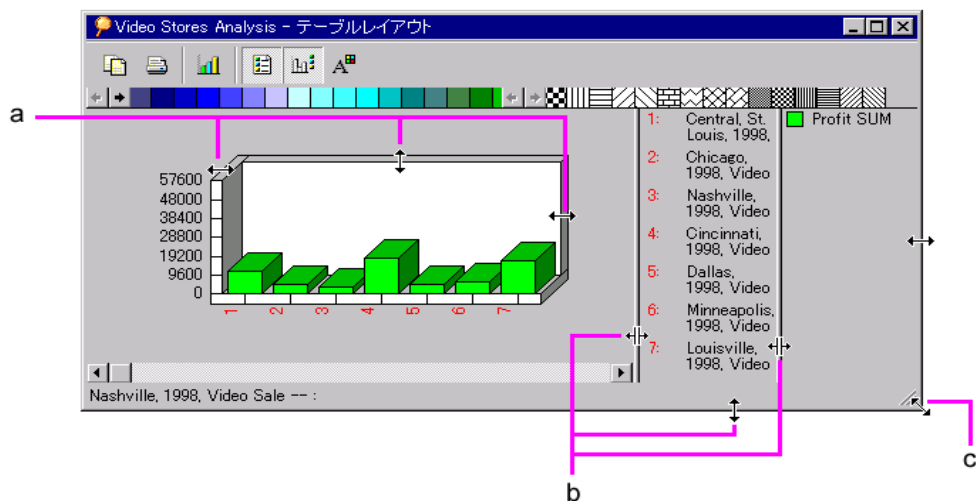 Video Stores Analysis - テーブルレイアウト
A
a
57600
48000
38400
28800
19200
9600
0
1
2
3
4
5
6
7
1: Central, St.
Louis, 1998,
2: Chicago,
1998, Video
3: Nashville,
1998, Video
4: Cincinnati,
1998, Video
5: Dallas,
1998, Video
6: Minneapolis,
1998, Video
7: Louisville,
1998, Video
Profit SUM
Nashville, 1998, Video Sale -- :
b
c